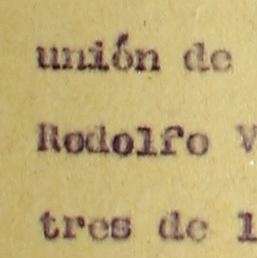 unión de
Rodolfo V
tres de l